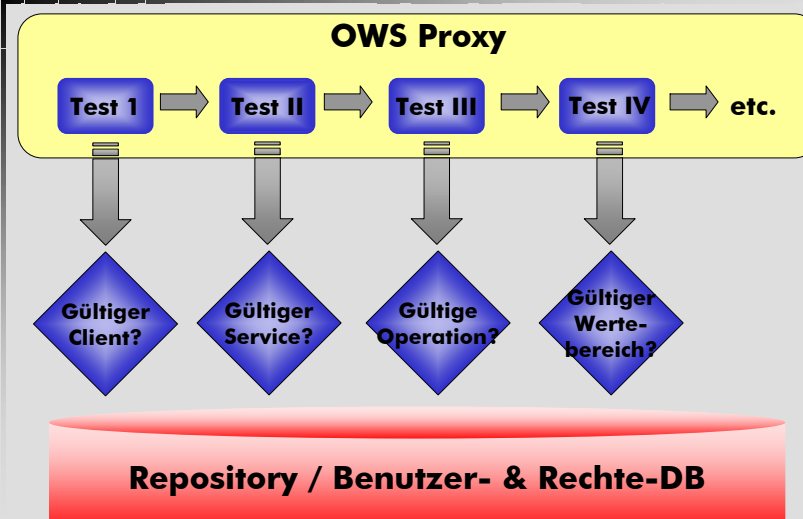 OWS Proxy
Test 1
Test II
Test III
Test IV
etc.
Gültiger
Client?
Gültiger
Service?
Gültige
Operation?
Gültiger
Werte-
bereich?
Repository / Benutzer- & Rechte-DB